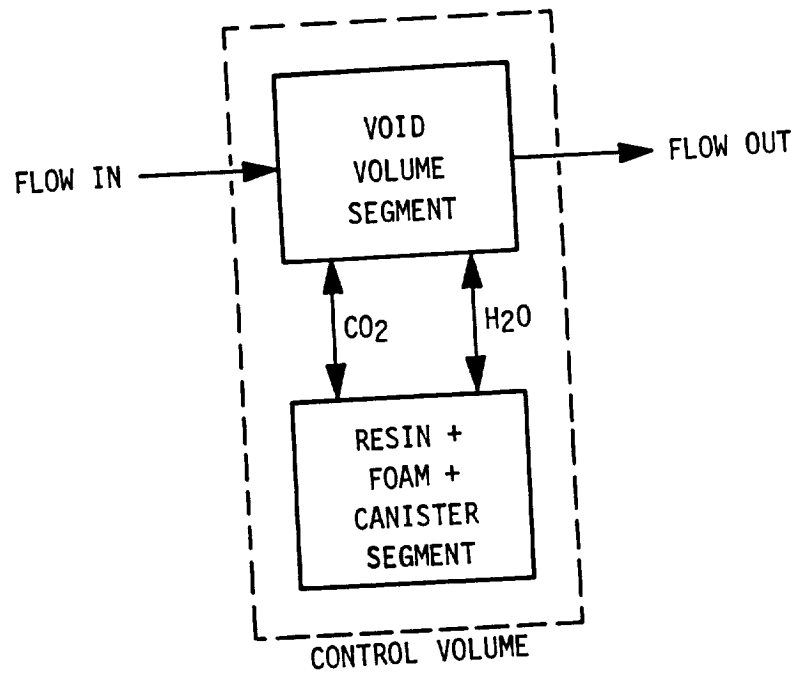 VOID
VOLUME
SEGMENT
FLOW IN
FLOW OUT
CO2
H2O
RESIN +
FOAM +
CANISTER
SEGMENT
CONTROL VOLUME